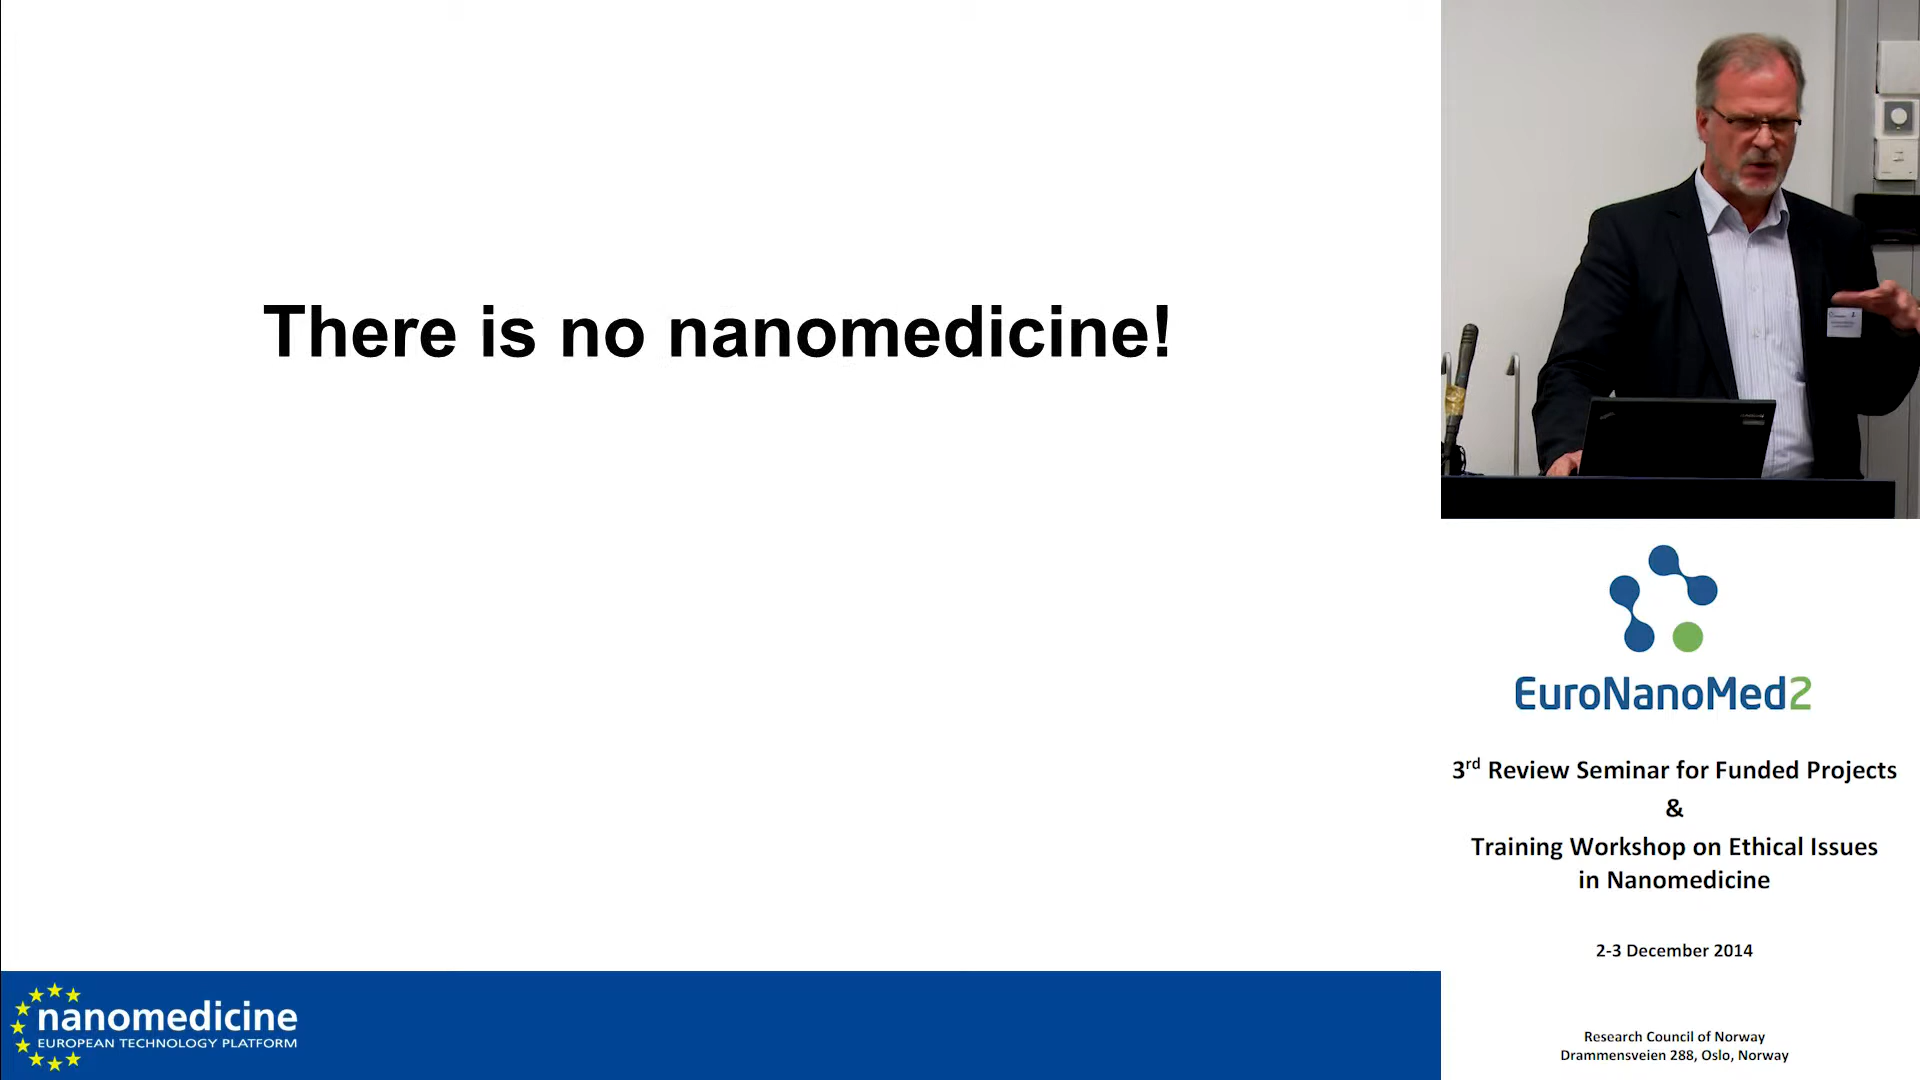 There is no nanomedicine!
nanomedicine
EUROPEAN TECHNOLOGY PLATFORM
EuroNanoMed2
3rd Review Seminar for Funded Projects
&
Training Workshop on Ethical Issues
in Nanomedicine
2-3 December 2014
Research Council of Norway
Drammensveien 288, Oslo, Norway